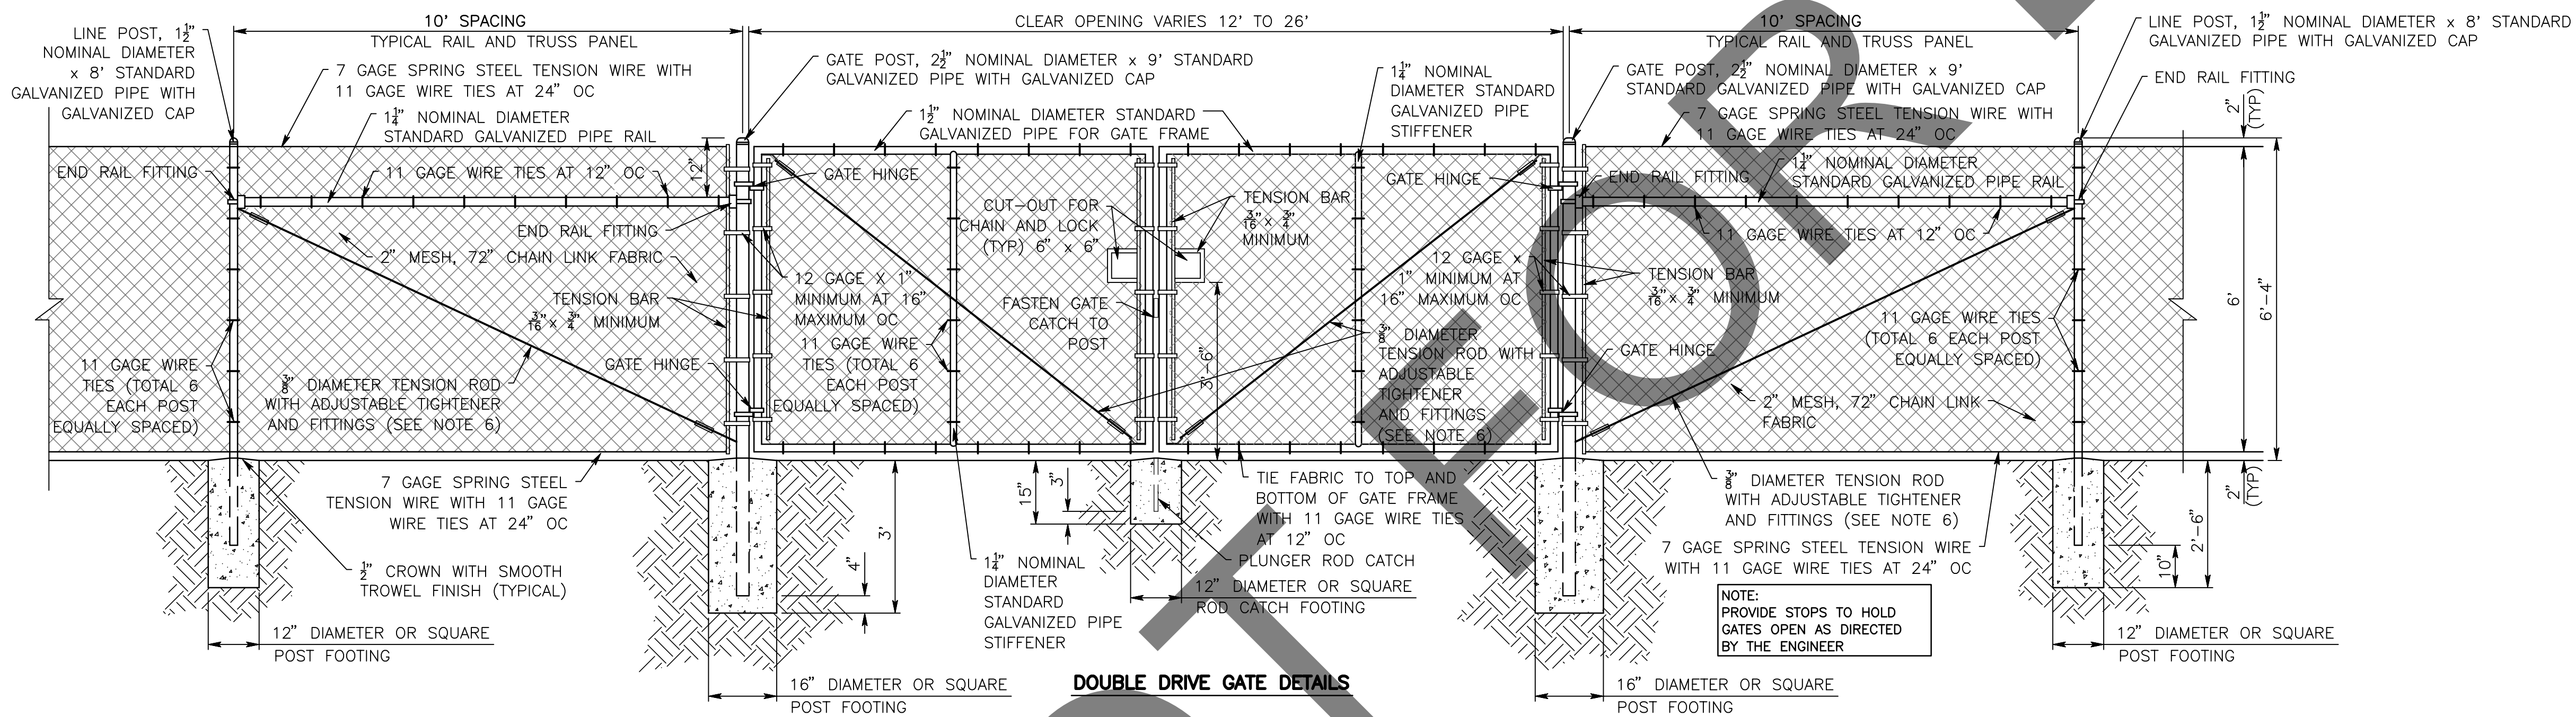 10' SPACING
TYPICAL RAIL AND TRUSS PANEL
CLEAR OPENING VARIES 12' TO 26'
10' SPACING
TYPICAL RAIL AND TRUSS PANEL
LINE POST, 1½"
NOMINAL DIAMETER
x 8' STANDARD
GALVANIZED PIPE WITH
GALVANIZED CAP
7 GAGE SPRING STEEL TENSION WIRE WITH
11 GAGE WIRE TIES AT 24" OC
1¼" NOMINAL DIAMETER
STANDARD GALVANIZED PIPE RAIL
GATE POST, 2½" NOMINAL DIAMETER x 9' STANDARD
GALVANIZED PIPE WITH GALVANIZED CAP
1½" NOMINAL DIAMETER STANDARD
GALVANIZED PIPE FOR GATE FRAME
1¼" NOMINAL
DIAMETER STANDARD
GALVANIZED PIPE
STIFFENER
GATE POST, 2½" NOMINAL DIAMETER x 9'
STANDARD GALVANIZED PIPE WITH GALVANIZED CAP
7 GAGE SPRING STEEL TENSION WIRE WITH
11 GAGE WIRE TIES AT 24" OC
1¼" NOMINAL DIAMETER
STANDARD GALVANIZED PIPE RAIL
LINE POST, 1½" NOMINAL DIAMETER x 8' STANDARD
GALVANIZED PIPE WITH GALVANIZED CAP
END RAIL FITTING
2"
(TYP)
END RAIL FITTING
11 GAGE WIRE TIES AT 12" OC
12"
GATE HINGE
END RAIL FITTING
2" MESH, 72" CHAIN LINK FABRIC
TENSION BAR
3/16" x ¾" MINIMUM
GATE HINGE
11 GAGE WIRE
TIES (TOTAL 6
EACH POST
EQUALLY SPACED)
⅜" DIAMETER TENSION ROD
WITH ADJUSTABLE TIGHTENER
AND FITTINGS (SEE NOTE 6)
12 GAGE X 1"
MINIMUM AT 16"
MAXIMUM OC
11 GAGE WIRE
TIES (TOTAL 6
EACH POST
EQUALLY SPACED)
CUT-OUT FOR
CHAIN AND LOCK
(TYP) 6" x 6"
FASTEN GATE
CATCH TO
POST
TENSION BAR
3/16" x ¾"
MINIMUM
3'-6"
GATE HINGE
12 GAGE x
1"
MINIMUM AT
16" MAXIMUM OC
⅜" DIAMETER
TENSION ROD WITH
ADJUSTABLE
TIGHTENER
AND FITTINGS
(SEE NOTE 6)
END RAIL FITTING
11 GAGE WIRE TIES AT 12" OC
TENSION BAR
3/16" x ¾" MINIMUM
GATE HINGE
11 GAGE WIRE TIES
(TOTAL 6 EACH POST
EQUALLY SPACED)
2" MESH, 72" CHAIN LINK
FABRIC
6'
6'-4"
7 GAGE SPRING STEEL
TENSION WIRE WITH 11 GAGE
WIRE TIES AT 24" OC
½" CROWN WITH SMOOTH
TROWEL FINISH (TYPICAL)
12" DIAMETER OR SQUARE
POST FOOTING
3'
4"
16" DIAMETER OR SQUARE
POST FOOTING
15"
3"
1¼" NOMINAL
DIAMETER
STANDARD
GALVANIZED PIPE
STIFFENER
TIE FABRIC TO TOP AND
BOTTOM OF GATE FRAME
WITH 11 GAGE WIRE TIES
AT 12" OC
PLUNGER ROD CATCH
12" DIAMETER OR SQUARE
ROD CATCH FOOTING
⅜" DIAMETER TENSION ROD
WITH ADJUSTABLE TIGHTENER
AND FITTINGS (SEE NOTE 6)
7 GAGE SPRING STEEL TENSION WIRE
WITH 11 GAGE WIRE TIES AT 24" OC
NOTE:
PROVIDE STOPS TO HOLD
GATES OPEN AS DIRECTED
BY THE ENGINEER
2"
(TYP)
2'-6"
10"
12" DIAMETER OR SQUARE
POST FOOTING
16" DIAMETER OR SQUARE
POST FOOTING
DOUBLE DRIVE GATE DETAILS